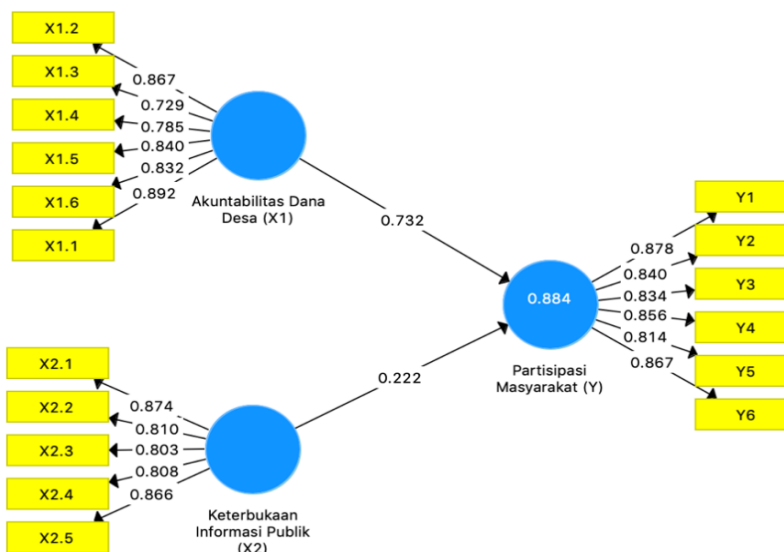 X1.2
X1.3
X1.4
X1.5
X1.6
X1.1
0.867
0.729
0.785
0.840
0.832
0.892
Akuntabilitas Dana
Desa (X1)
0.732
X2.1
X2.2
X2.3
X2.4
X2.5
0.874
0.810
0.803
0.808
0.866
Keterbukaan
Informasi Publik
(X2)
0.222
0.884
Partisipasi
Masyarakat (Y)
0.878
0.840
0.834
0.856
0.814
0.867
Y1
Y2
Y3
Y4
Y5
Y6